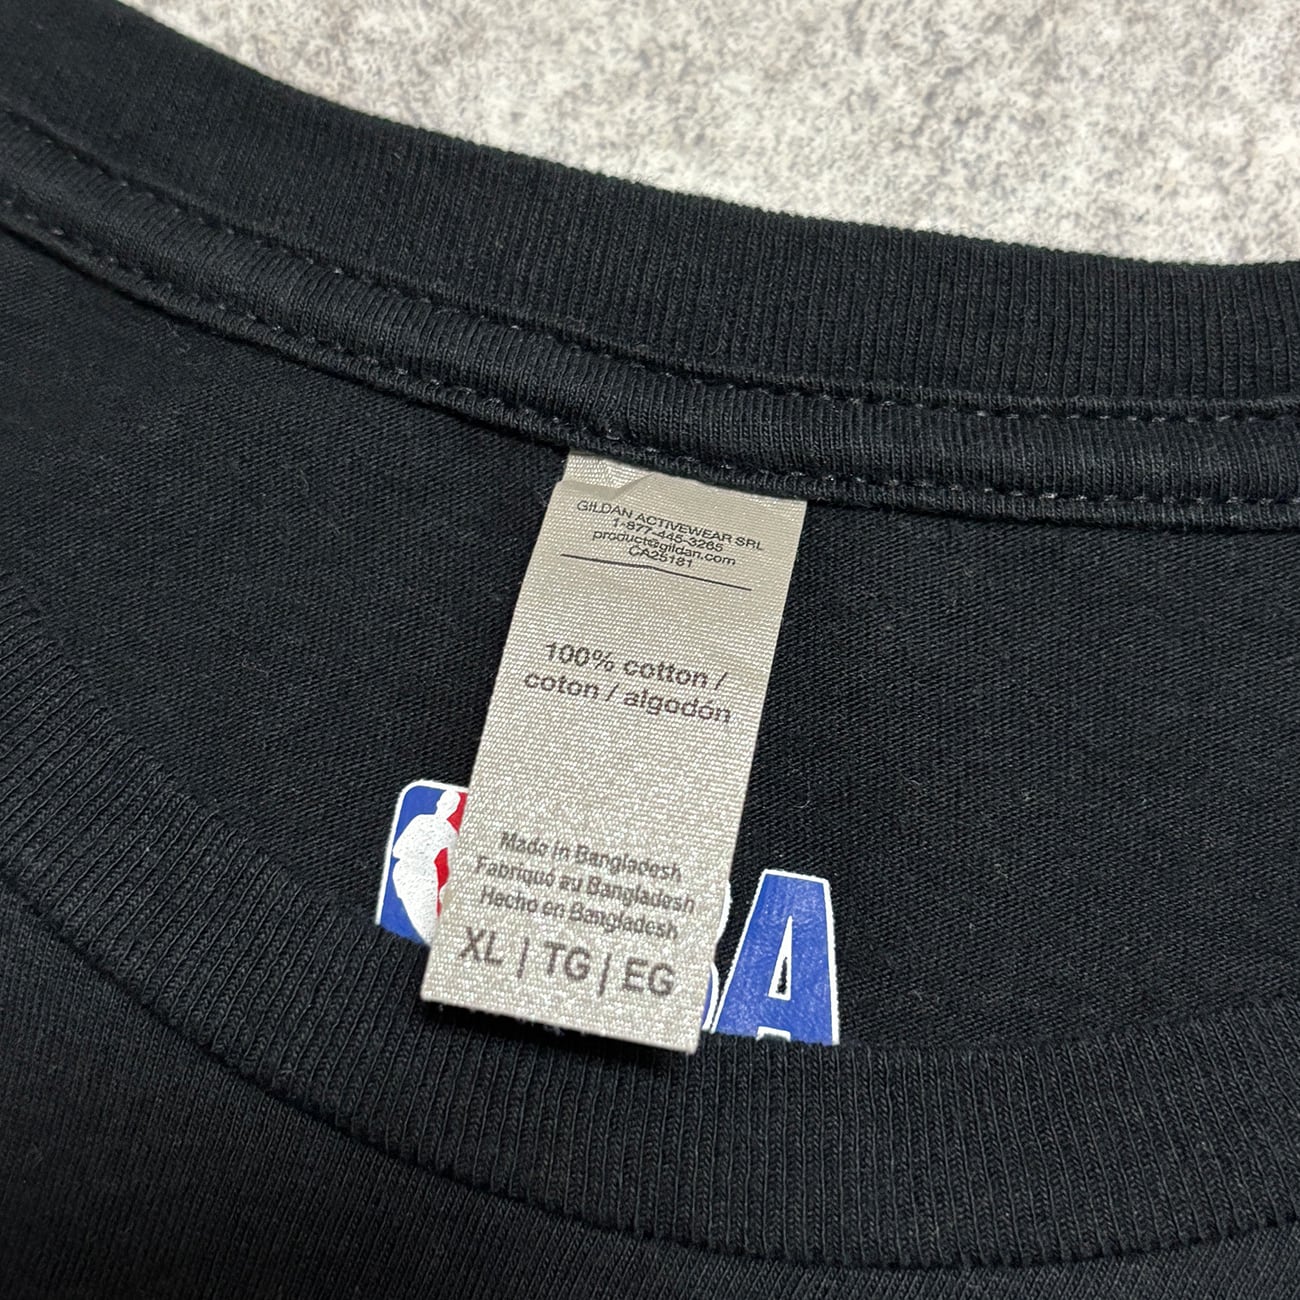 GILDAN ACTIVEWEAR SRL
1-877-445-3265
product@gildan.com
CA25181
100% cotton /
coton / algodón
Made in Bangladesh
Fabriqué au Bangladesh
Hecho en Bangladesh
XL | TG | EG
A